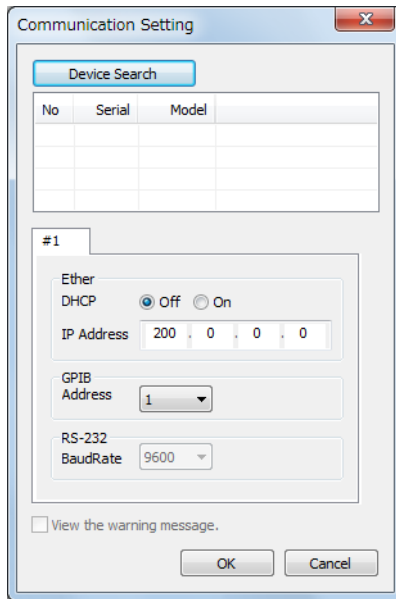 Communication Setting
Device Search
No Serial Model
#1
Ether
DHCP Off On
IP Address 200 . 0 . 0 . 0
GPIB
Address 1
RS-232
BaudRate 9600
View the warning message.
OK Cancel